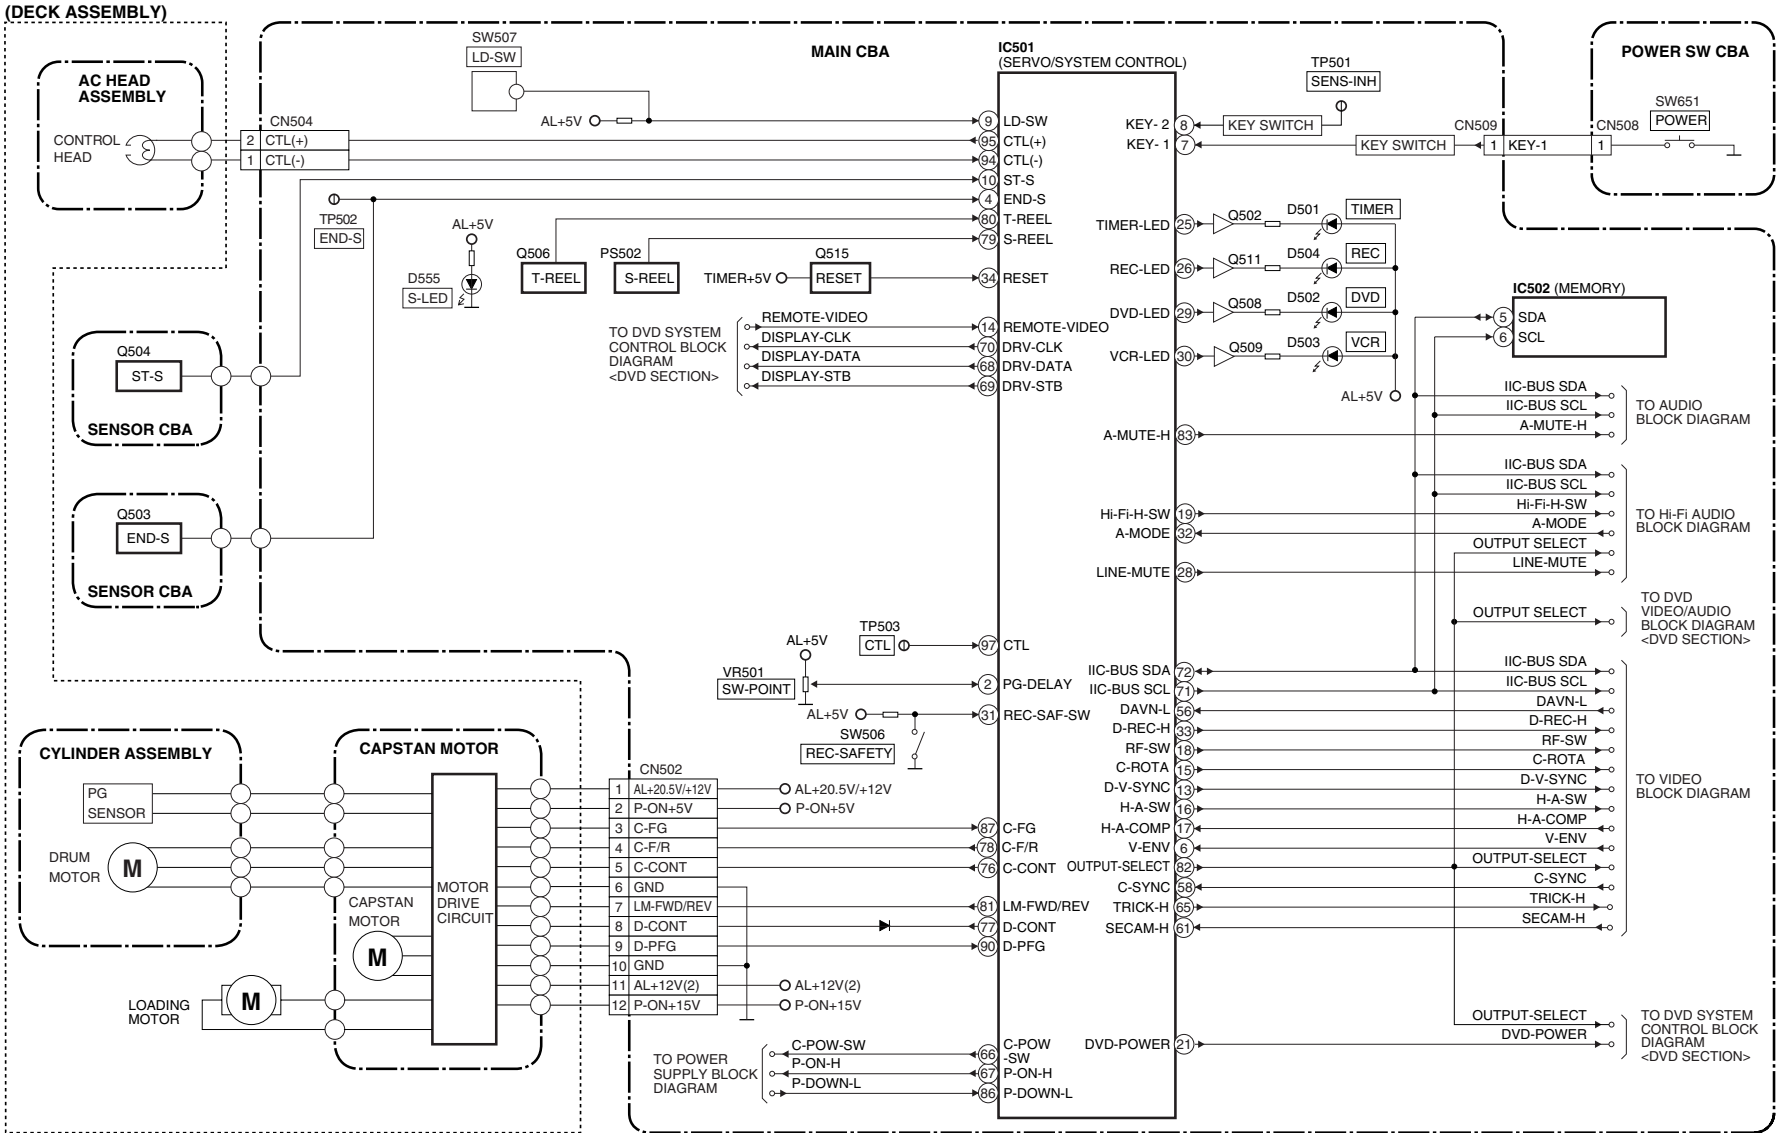 (DECK ASSEMBLY)
AC HEAD
ASSEMBLY
CONTROL
HEAD
CN504
2 CTL(+)
1 CTL(-)
SW507
LD-SW
AL+5V
MAIN CBA
IC501
(SERVO/SYSTEM CONTROL)
TP501
SENS-INH
POWER SW CBA
SW651
POWER
CN509
CN508
1 KEY-1
1
KEY SWITCH
KEY SWITCH
KEY- 2 8
KEY- 1 7
9 LD-SW
95 CTL(+)
94 CTL(-)
10 ST-S
4 END-S
80 T-REEL
79 S-REEL
34 RESET
TP502
END-S
AL+5V
D555
S-LED
Q506
T-REEL
PS502
S-REEL
Q515
RESET
TIMER+5V
TIMER-LED 25
Q502
D501
TIMER
REC-LED 26
Q511
D504
REC
DVD-LED 29
Q508
D502
DVD
VCR-LED 30
Q509
D503
VCR
AL+5V
IC502 (MEMORY)
5 SDA
6 SCL
TO DVD SYSTEM
CONTROL BLOCK
DIAGRAM
<DVD SECTION>
REMOTE-VIDEO
DISPLAY-CLK
DISPLAY-DATA
DISPLAY-STB
14 REMOTE-VIDEO
70 DRV-CLK
68 DRV-DATA
69 DRV-STB
Q504
ST-S
SENSOR CBA
Q503
END-S
SENSOR CBA
A-MUTE-H 83
IIC-BUS SDA
IIC-BUS SCL
A-MUTE-H
TO AUDIO
BLOCK DIAGRAM
Hi-Fi-H-SW 19
A-MODE 32
LINE-MUTE 28
IIC-BUS SDA
IIC-BUS SCL
Hi-Fi-H-SW
A-MODE
OUTPUT SELECT
LINE-MUTE
TO Hi-Fi AUDIO
BLOCK DIAGRAM
OUTPUT SELECT
TO DVD
VIDEO/AUDIO
BLOCK DIAGRAM
<DVD SECTION>
TP503
CTL
97 CTL
AL+5V
VR501
SW-POINT
2 PG-DELAY
AL+5V
31 REC-SAF-SW
SW506
REC-SAFETY
IIC-BUS SDA 72
IIC-BUS SCL 71
DAVN-L 56
D-REC-H 33
RF-SW 18
C-ROTA 15
D-V-SYNC 13
H-A-SW 16
H-A-COMP 17
V-ENV 6
OUTPUT-SELECT 82
C-SYNC 58
TRICK-H 65
SECAM-H 61
IIC-BUS SDA
IIC-BUS SCL
DAVN-L
D-REC-H
RF-SW
C-ROTA
D-V-SYNC
H-A-SW
H-A-COMP
V-ENV
OUTPUT-SELECT
C-SYNC
TRICK-H
SECAM-H
TO VIDEO
BLOCK DIAGRAM
CYLINDER ASSEMBLY
PG
SENSOR
DRUM
MOTOR
M
CAPSTAN MOTOR
MOTOR
DRIVE
CIRCUIT
CAPSTAN
MOTOR
M
LOADING
MOTOR
M
CN502
1 AL+20.5V/+12V
2 P-ON+5V
3 C-FG
4 C-F/R
5 C-CONT
6 GND
7 LM-FWD/REV
8 D-CONT
9 D-PFG
10 GND
11 AL+12V(2)
12 P-ON+15V
AL+20.5V/+12V
P-ON+5V
AL+12V(2)
P-ON+15V
87 C-FG
78 C-F/R
76 C-CONT
81 LM-FWD/REV
77 D-CONT
90 D-PFG
TO POWER
SUPPLY BLOCK
DIAGRAM
C-POW-SW
P-ON-H
P-DOWN-L
66 C-POW
-SW
67 P-ON-H
86 P-DOWN-L
DVD-POWER 21
OUTPUT-SELECT
DVD-POWER
TO DVD SYSTEM
CONTROL BLOCK
DIAGRAM
<DVD SECTION>